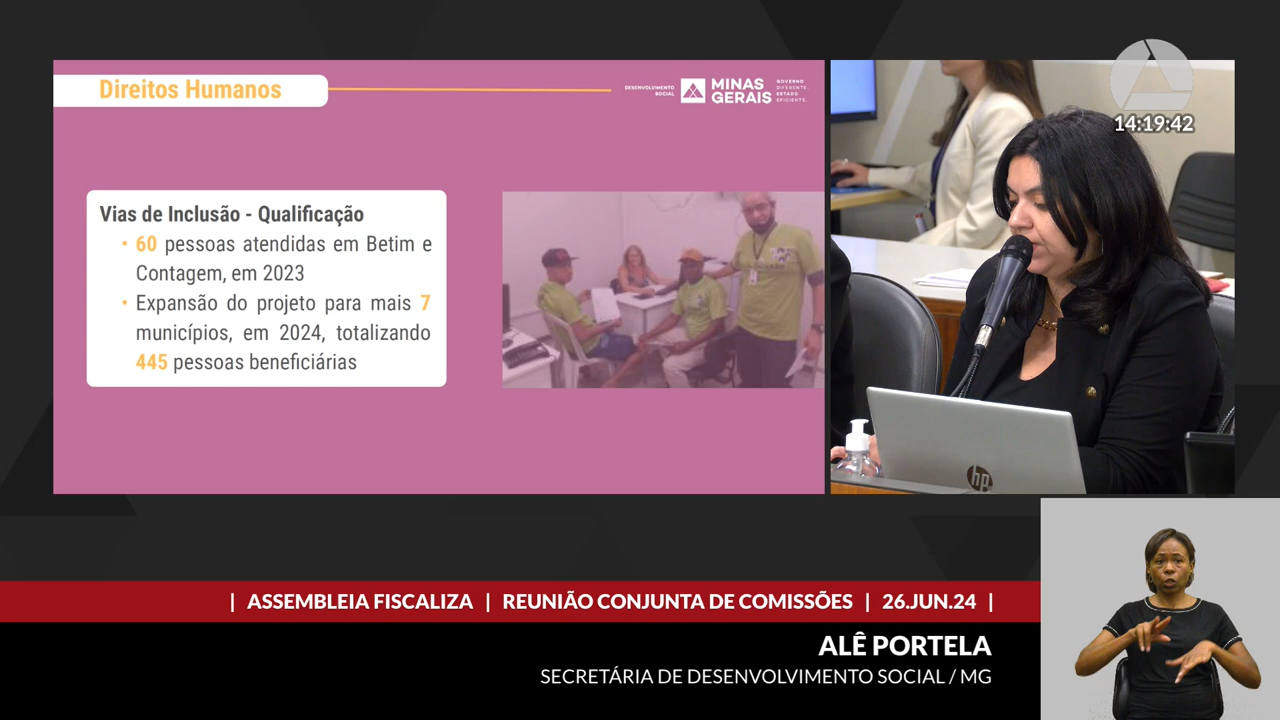 Direitos Humanos
DESENVOLVIMENTO
SOCIAL
MINAS
GERAIS
GOVERNO
DIFERENTE.
ESTADO
EFICIENTE.
14:19:42
Vias de Inclusão - Qualificação
• 60 pessoas atendidas em Betim e
Contagem, em 2023
• Expansão do projeto para mais 7
municípios, em 2024, totalizando
445 pessoas beneficiárias
hp
| ASSEMBLEIA FISCALIZA | REUNIÃO CONJUNTA DE COMISSÕES | 26.JUN.24 |
ALÊ PORTELA
SECRETÁRIA DE DESENVOLVIMENTO SOCIAL / MG